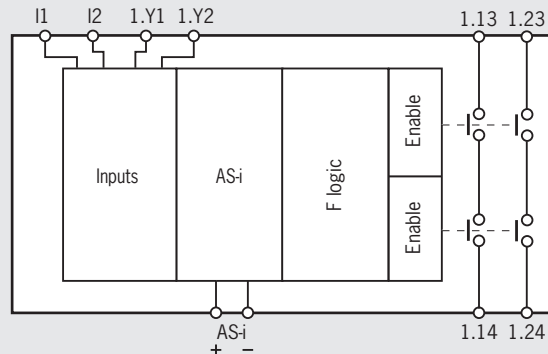 I1 I2 1.Y1 1.Y2 1.13 1.23
Enable
Inputs AS-i F logic
Enable
AS-i 1.14 1.24
+ −